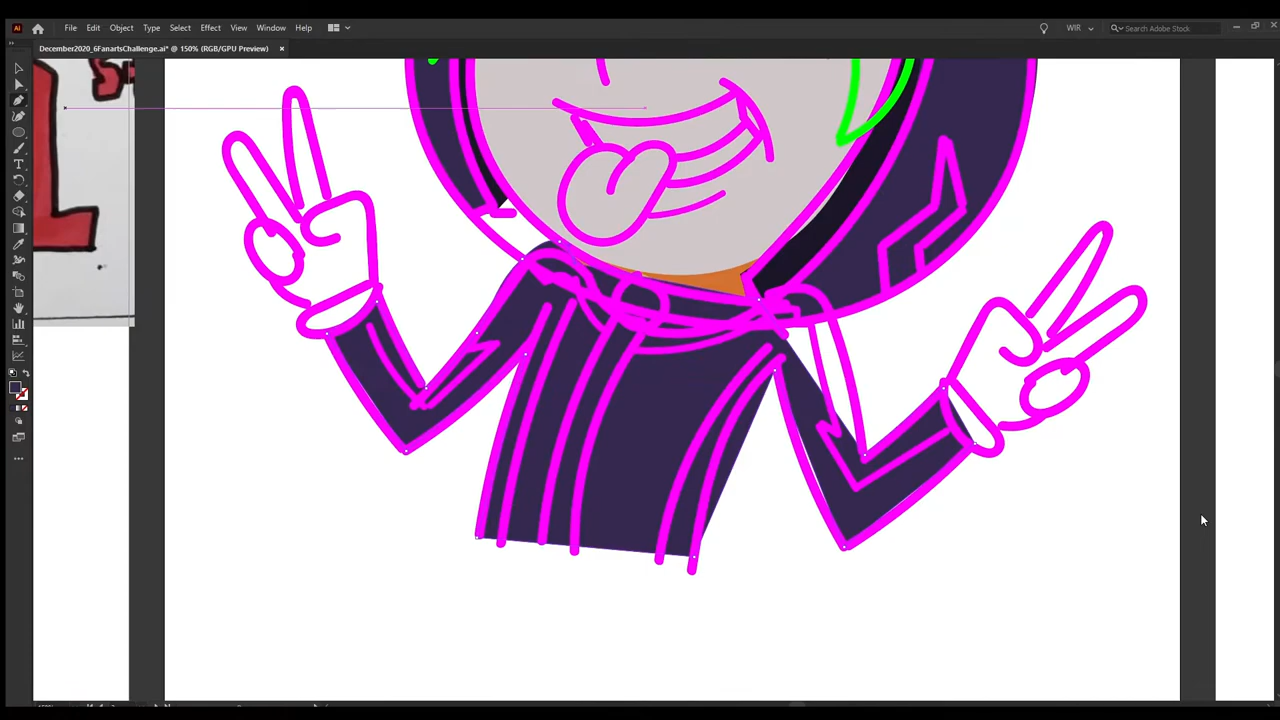 Ai File Edit Object Type Select Effect View Window Help WIR Search Adobe Stock
December2020_6FanartsChallenge.ai* @ 150% (RGB/GPU Preview)